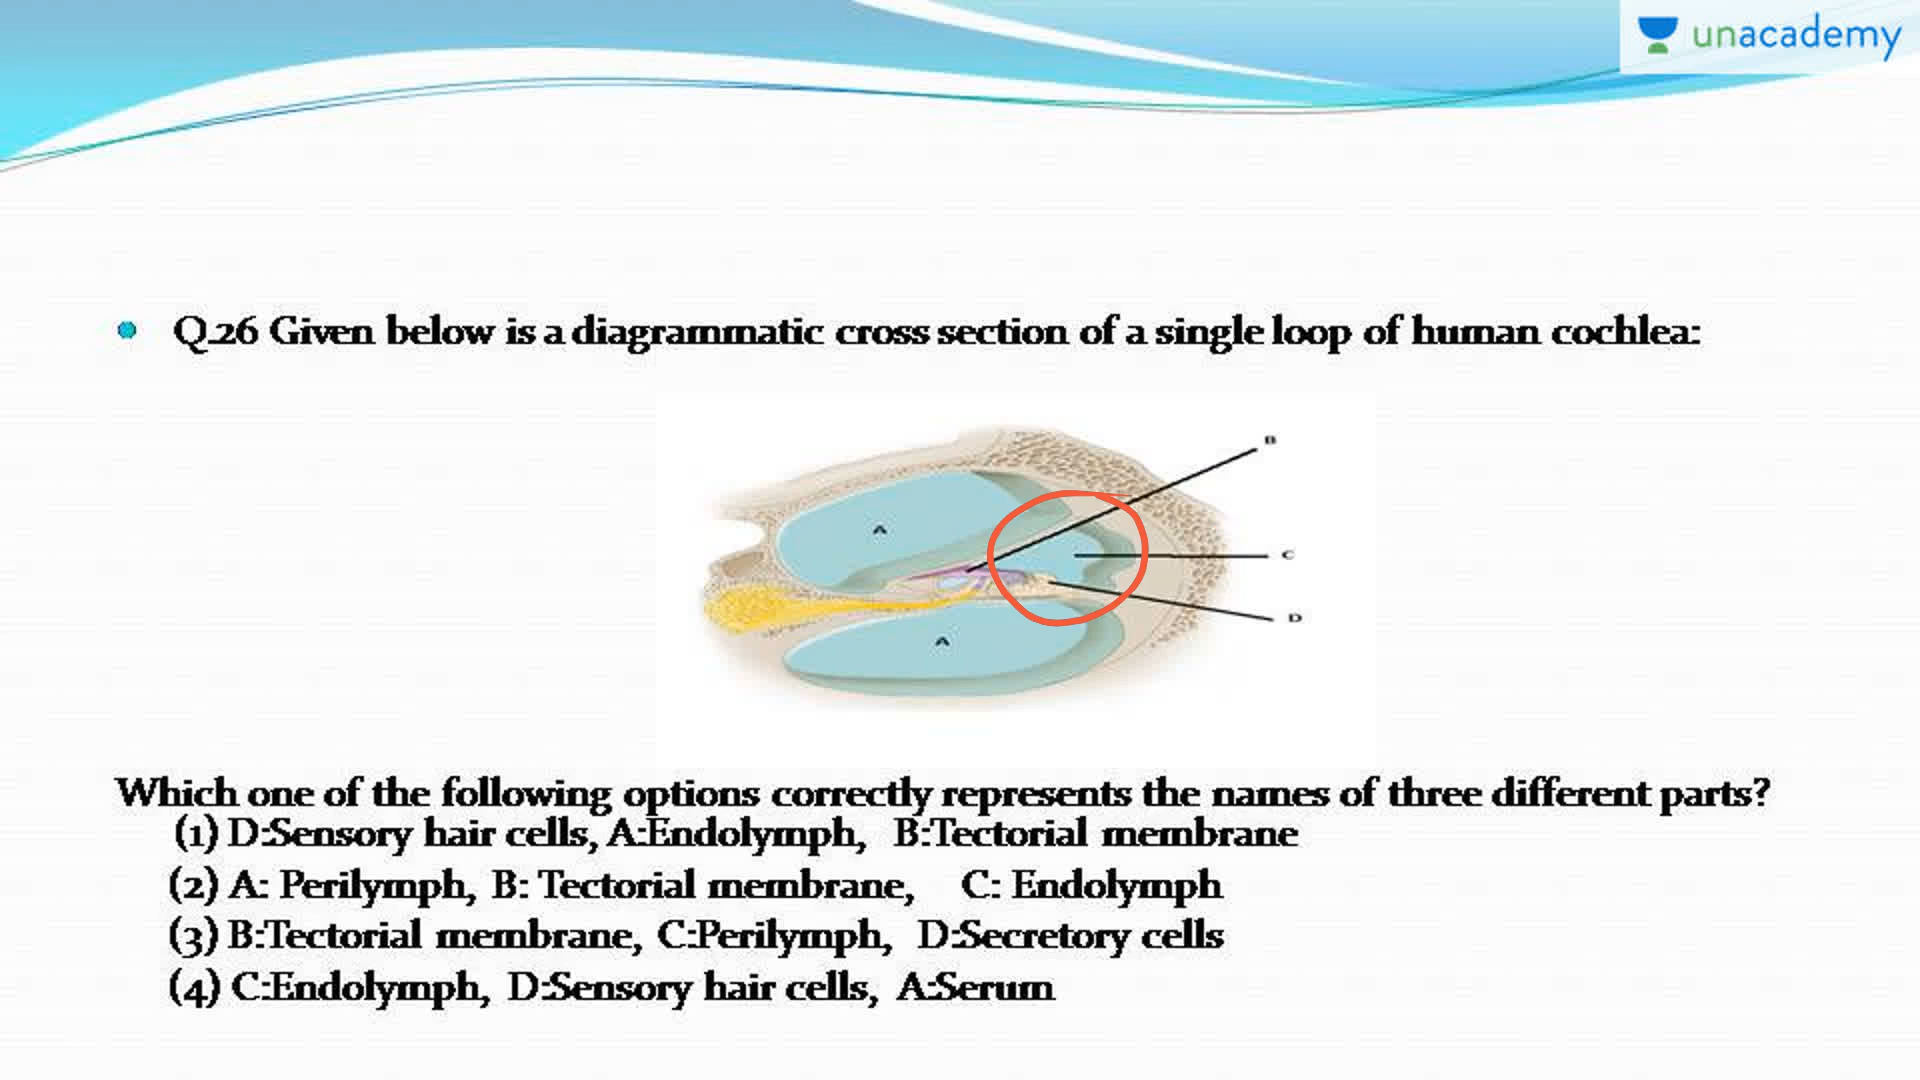 unacademy
Q.26 Given below is a diagrammatic cross section of a single loop of human cochlea:
B
A
C
D
A
Which one of the following options correctly represents the names of three different parts?
(1) D:Sensory hair cells, A:Endolymph, B:Tectorial membrane
(2) A: Perilymph, B: Tectorial membrane, C: Endolymph
(3) B:Tectorial membrane, C:Perilymph, D:Secretory cells
(4) C:Endolymph, D:Sensory hair cells, A:Serum